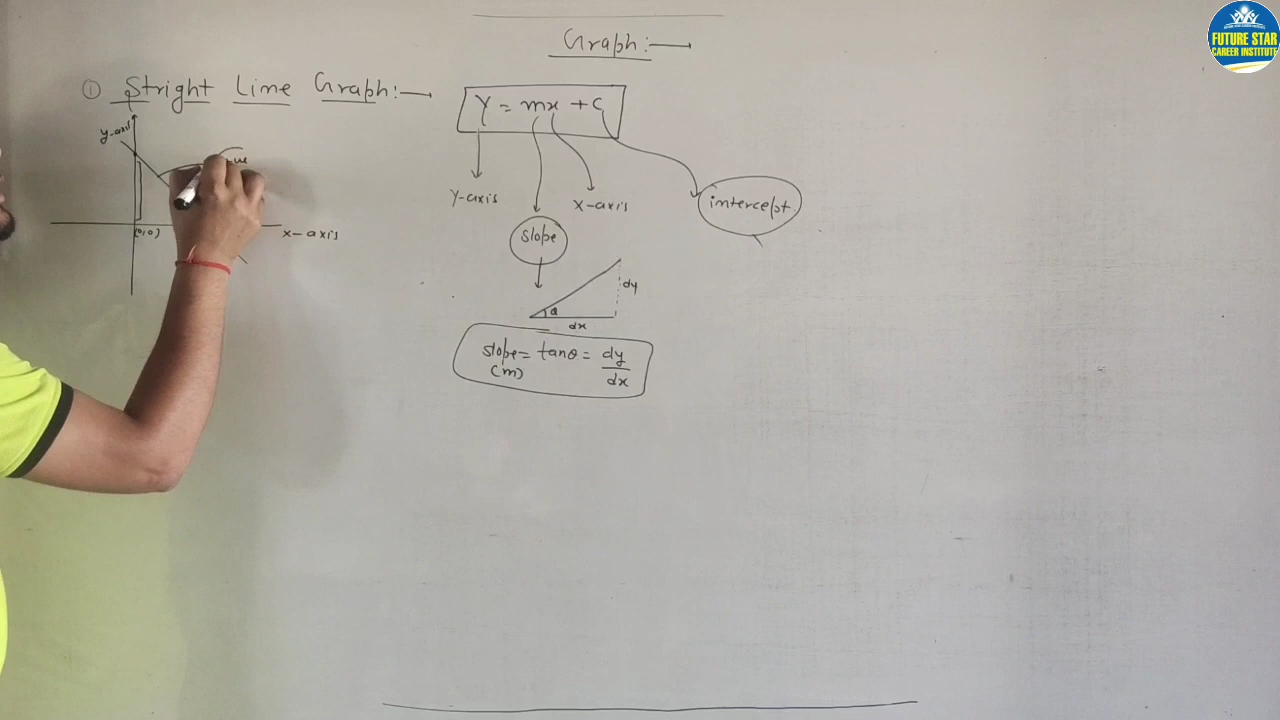 Graph:→
① Stright Line Graph:→
Y = mx + C
y-axis
-ve
(0,0)
x-axis
Y-axis
slope
x-axis
intercept
θ
dy
dx
slope = tanθ = dy/dx
(m)
FUTURE STAR
CAREER INSTITUTE